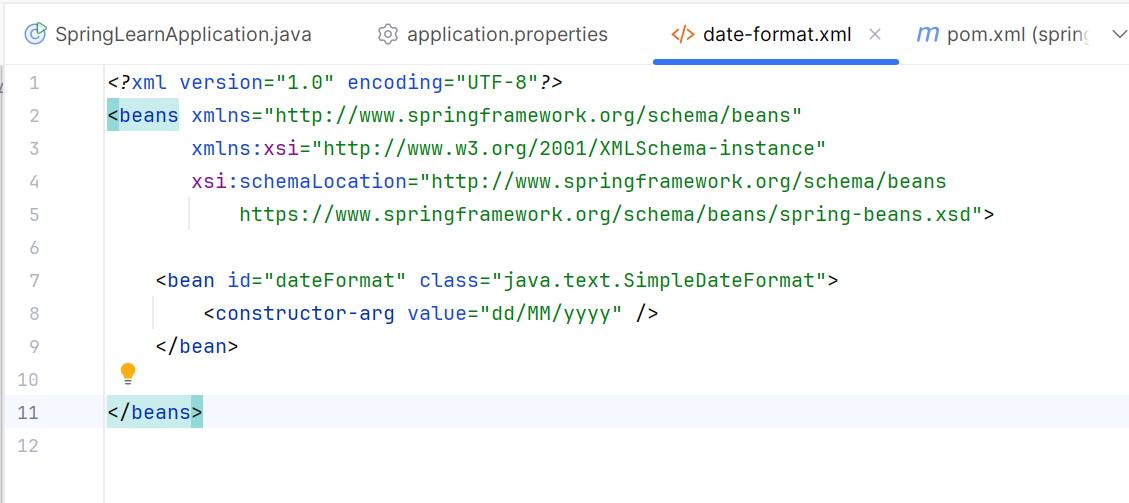 SpringLearnApplication.java application.properties date-format.xml pom.xml (spring
1 <?xml version="1.0" encoding="UTF-8"?>
2 <beans xmlns="http://www.springframework.org/schema/beans"
3 xmlns:xsi="http://www.w3.org/2001/XMLSchema-instance"
4 xsi:schemaLocation="http://www.springframework.org/schema/beans
5 https://www.springframework.org/schema/beans/spring-beans.xsd">
6
7 <bean id="dateFormat" class="java.text.SimpleDateFormat">
8 <constructor-arg value="dd/MM/yyyy" />
9 </bean>
10
11 </beans>
12